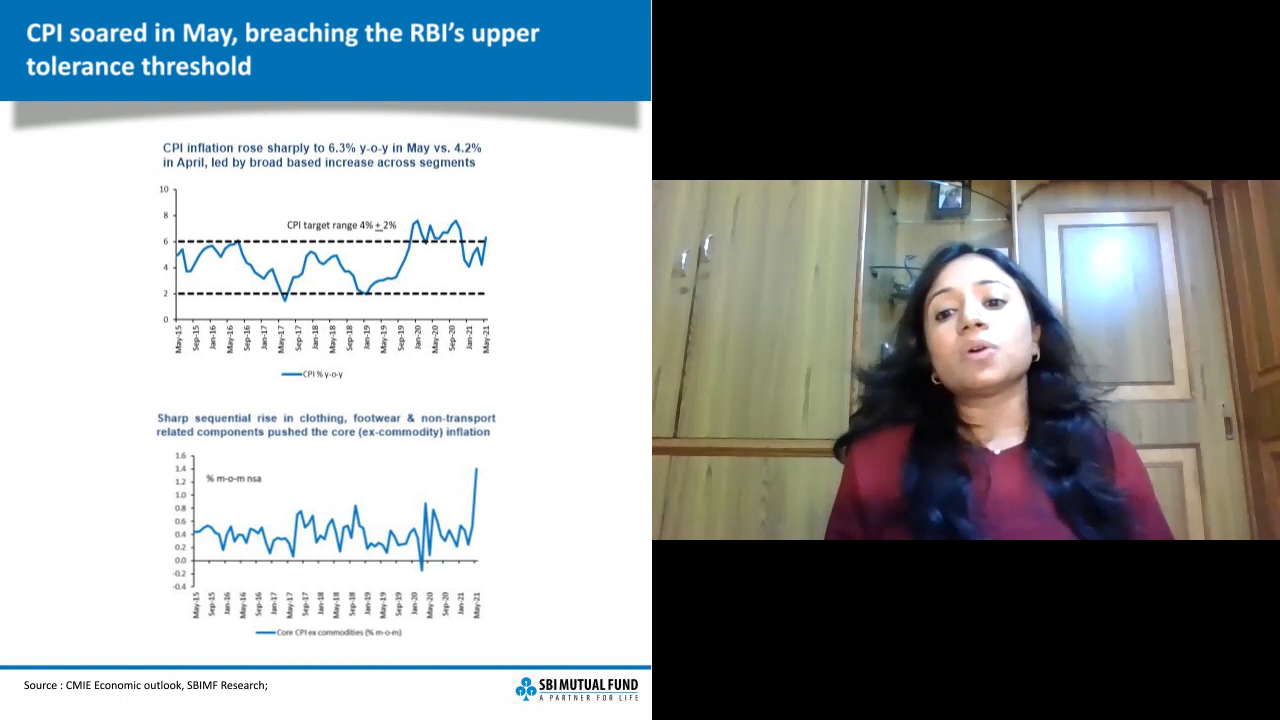 CPI soared in May, breaching the RBI’s upper
tolerance threshold
CPI inflation rose sharply to 6.3% y-o-y in May vs. 4.2%
in April, led by broad based increase across segments
10
8
6
4
2
0
CPI target range 4% ± 2%
May-15
Sep-15
Jan-16
May-16
Sep-16
Jan-17
May-17
Sep-17
Jan-18
May-18
Sep-18
Jan-19
May-19
Sep-19
Jan-20
May-20
Sep-20
Jan-21
May-21
CPI % y-o-y
Sharp sequential rise in clothing, footwear & non-transport
related components pushed the core (ex-commodity) inflation
1.6
1.4
1.2
1.0
0.8
0.6
0.4
0.2
0.0
-0.2
-0.4
% m-o-m nsa
May-15
Sep-15
Jan-16
May-16
Sep-16
Jan-17
May-17
Sep-17
Jan-18
May-18
Sep-18
Jan-19
May-19
Sep-19
Jan-20
May-20
Sep-20
Jan-21
May-21
Core CPI ex commodities (% m-o-m)
Source : CMIE Economic outlook, SBIMF Research;
SBI MUTUAL FUND
A PARTNER FOR LIFE